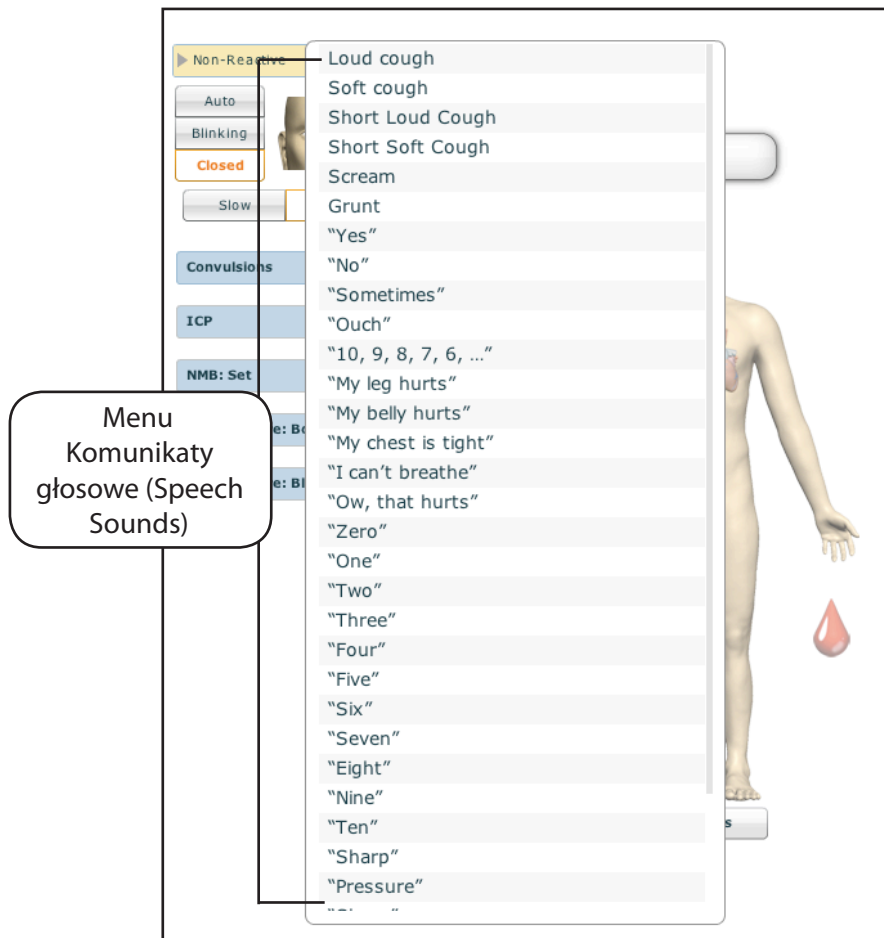 Non-Reactive
Auto
Blinking
Closed
Slow
Convulsions
ICP
NMB: Set
e: Bl
Menu
Komunikaty
głosowe (Speech
Sounds)
Loud cough
Soft cough
Short Loud Cough
Short Soft Cough
Scream
Grunt
“Yes”
“No”
“Sometimes”
“Ouch”
“10, 9, 8, 7, 6, …”
“My leg hurts”
“My belly hurts”
“My chest is tight”
“I can’t breathe”
“Ow, that hurts”
“Zero”
“One”
“Two”
“Three”
“Four”
“Five”
“Six”
“Seven”
“Eight”
“Nine”
“Ten”
“Sharp”
“Pressure”
s